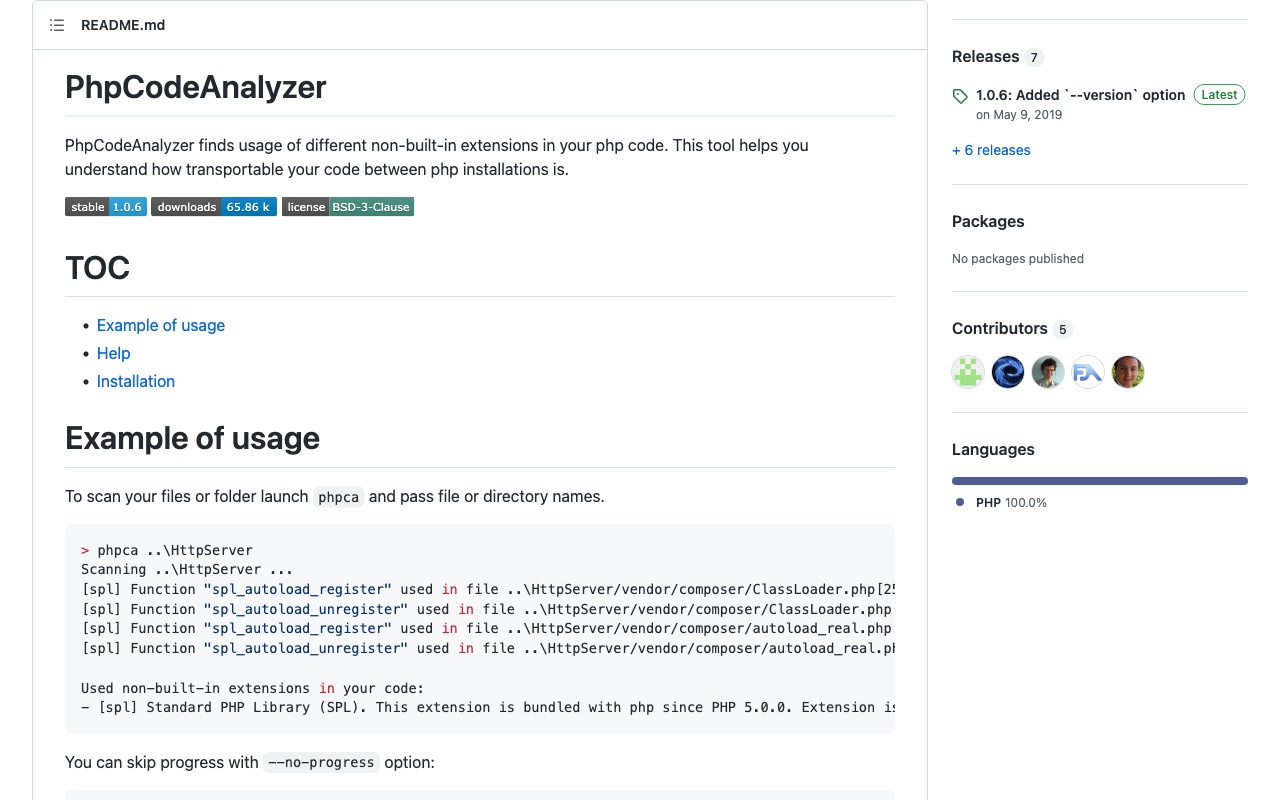 README.md
PhpCodeAnalyzer
PhpCodeAnalyzer finds usage of different non-built-in extensions in your php code. This tool helps you
understand how transportable your code between php installations is.
stable 1.0.6 downloads 65.86 k license BSD-3-Clause
TOC
• Example of usage
• Help
• Installation
Example of usage
To scan your files or folder launch phpca and pass file or directory names.
> phpca ..\HttpServer
Scanning ..\HttpServer ...
[spl] Function "spl_autoload_register" used in file ..\HttpServer/vendor/composer/ClassLoader.php[25
[spl] Function "spl_autoload_unregister" used in file ..\HttpServer/vendor/composer/ClassLoader.php
[spl] Function "spl_autoload_register" used in file ..\HttpServer/vendor/composer/autoload_real.php
[spl] Function "spl_autoload_unregister" used in file ..\HttpServer/vendor/composer/autoload_real.ph
Used non-built-in extensions in your code:
- [spl] Standard PHP Library (SPL). This extension is bundled with php since PHP 5.0.0. Extension is
You can skip progress with --no-progress option:
Releases 7
1.0.6: Added `--version` option Latest
on May 9, 2019
+ 6 releases
Packages
No packages published
Contributors 5
Languages
PHP 100.0%